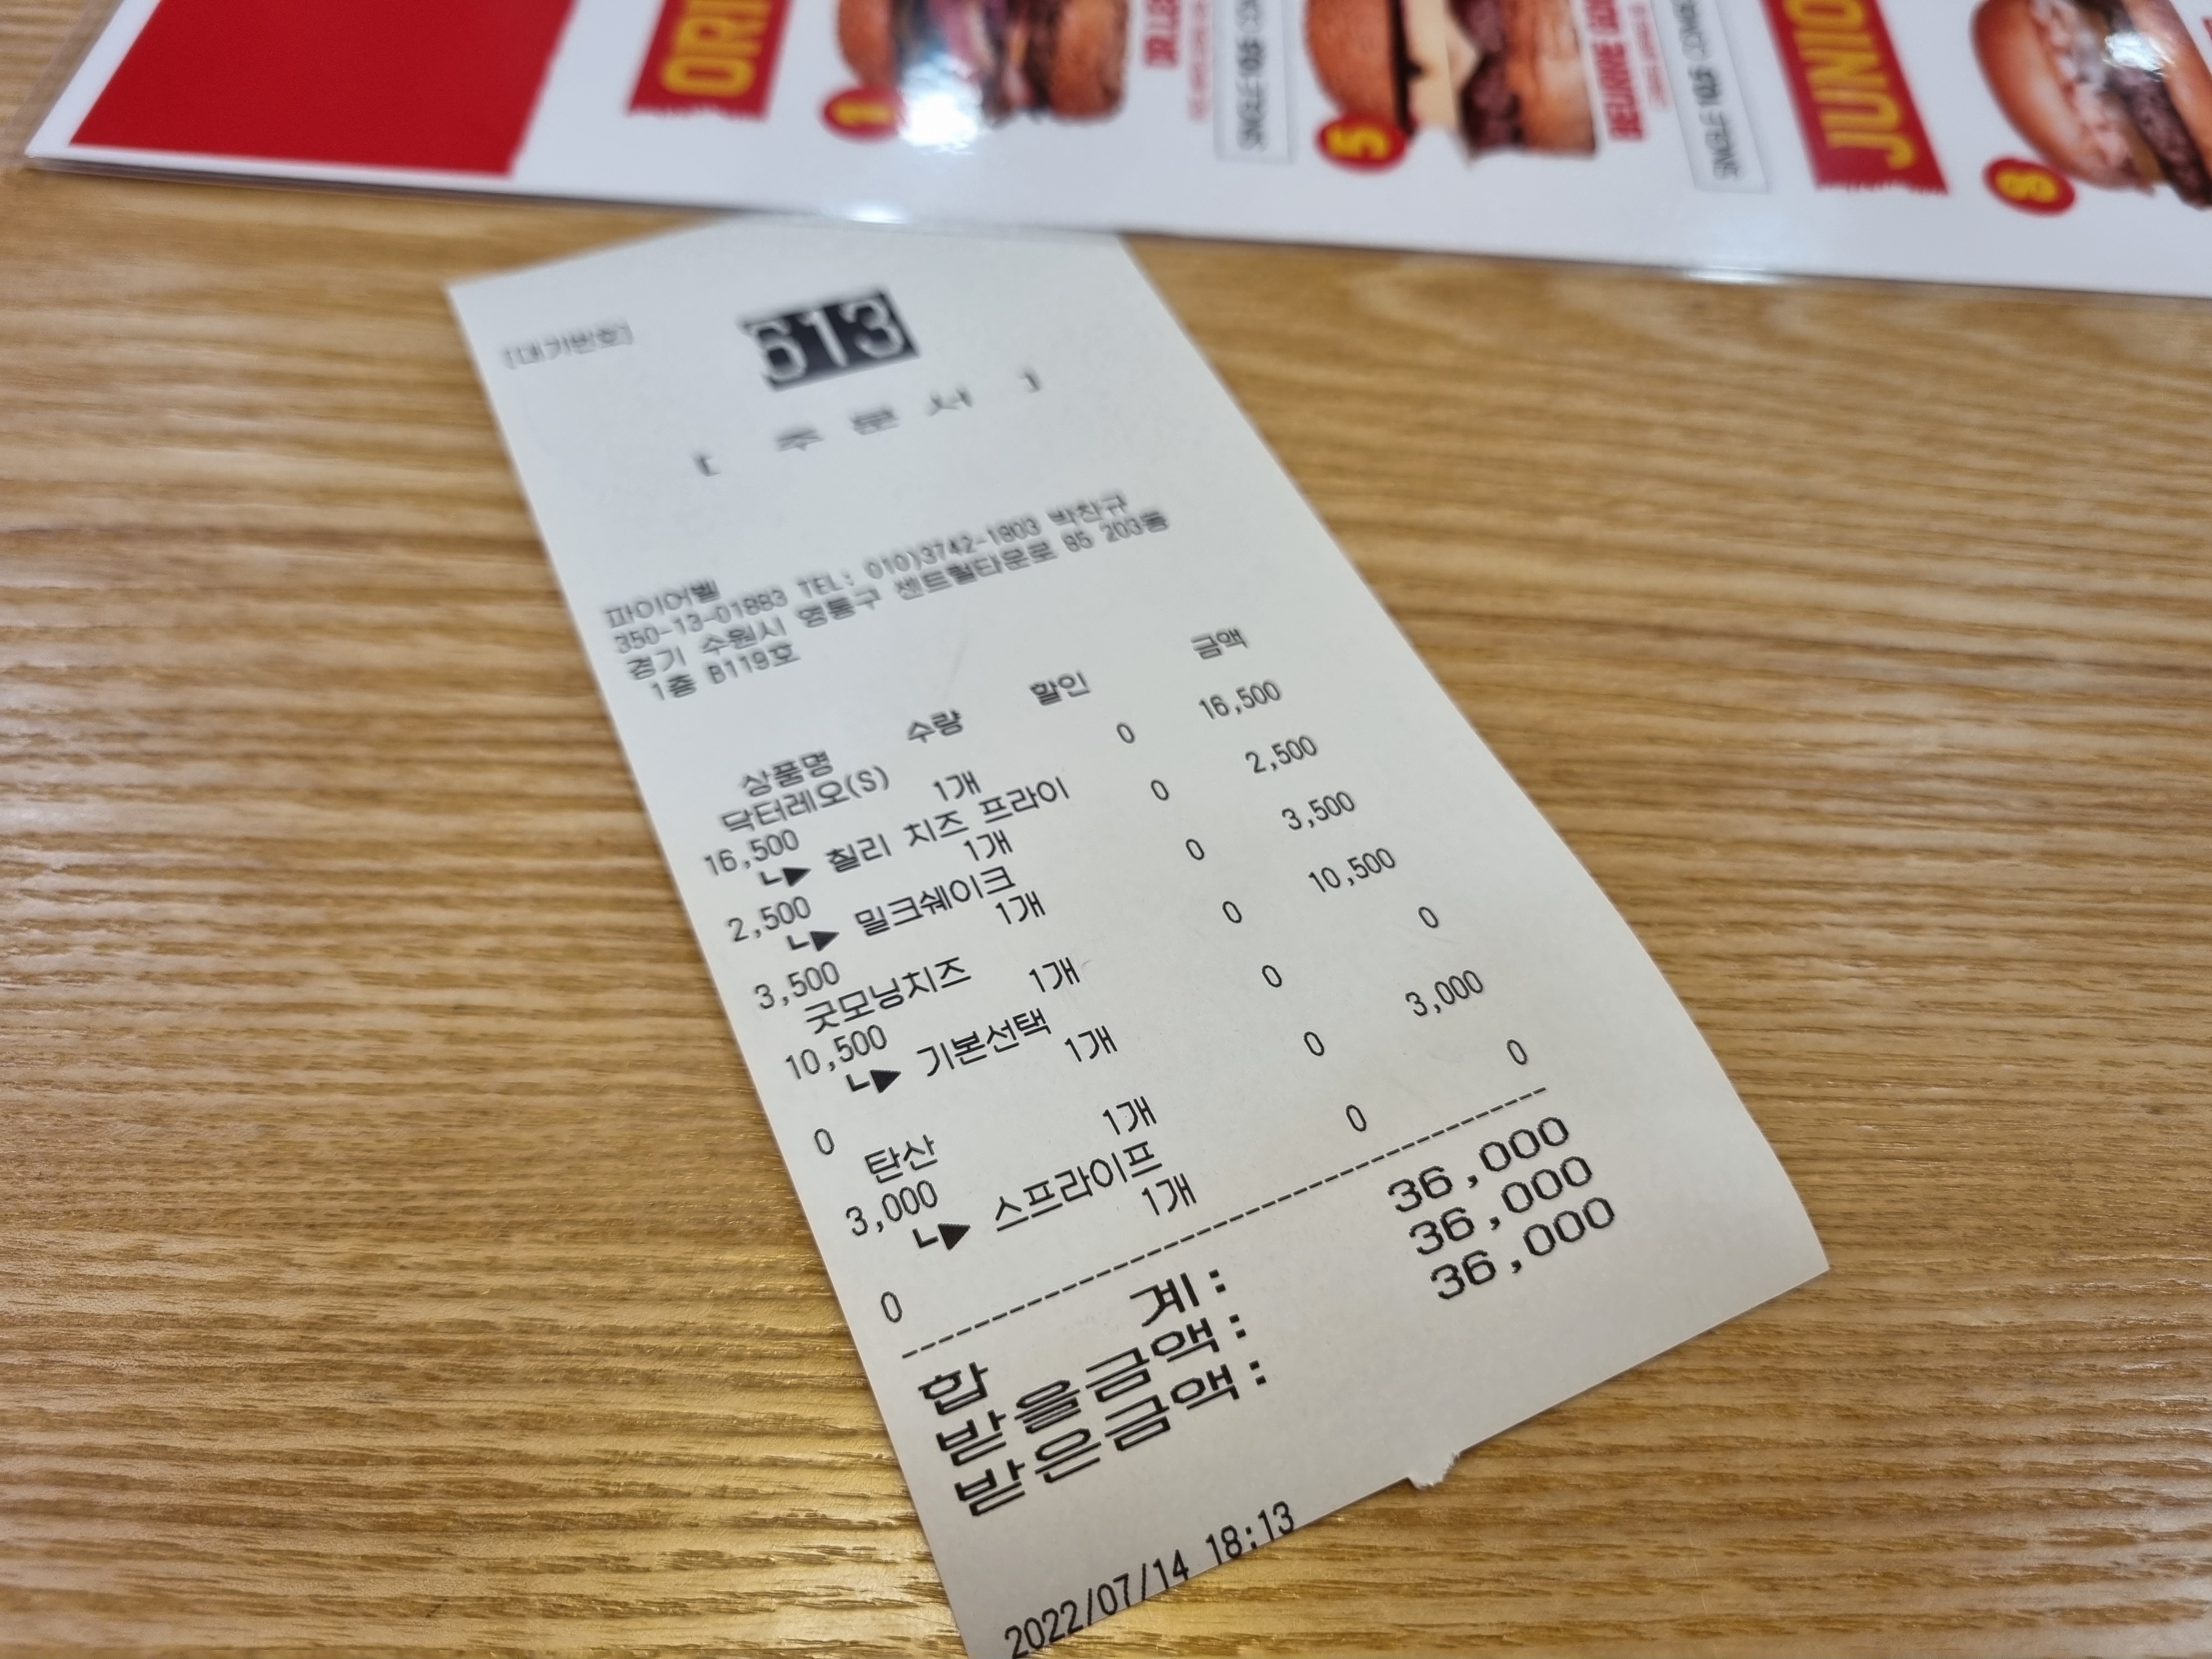 ORI
1
5
JUNIO
8
[대기번호]
613
[ 주 문 서 ]
파이어벨
350-13-01883 TEL: 010)3742-1803 박찬규
경기 수원시 영통구 센트럴타운로 85 203동
1층 B119호
상품명 수량 할인 금액
닥터레오(S) 1개 0 16,500
16,500
칠리 치즈 프라이
1개 0 2,500
2,500
밀크쉐이크
1개 0 3,500
3,500
굿모닝치즈 1개 0 10,500
10,500
기본선택
1개 0 0
0
탄산 1개 0 3,000
3,000
스프라이프
1개 0 0
0
합 계: 36,000
받을금액: 36,000
받은금액: 36,000
2022/07/14 18:13